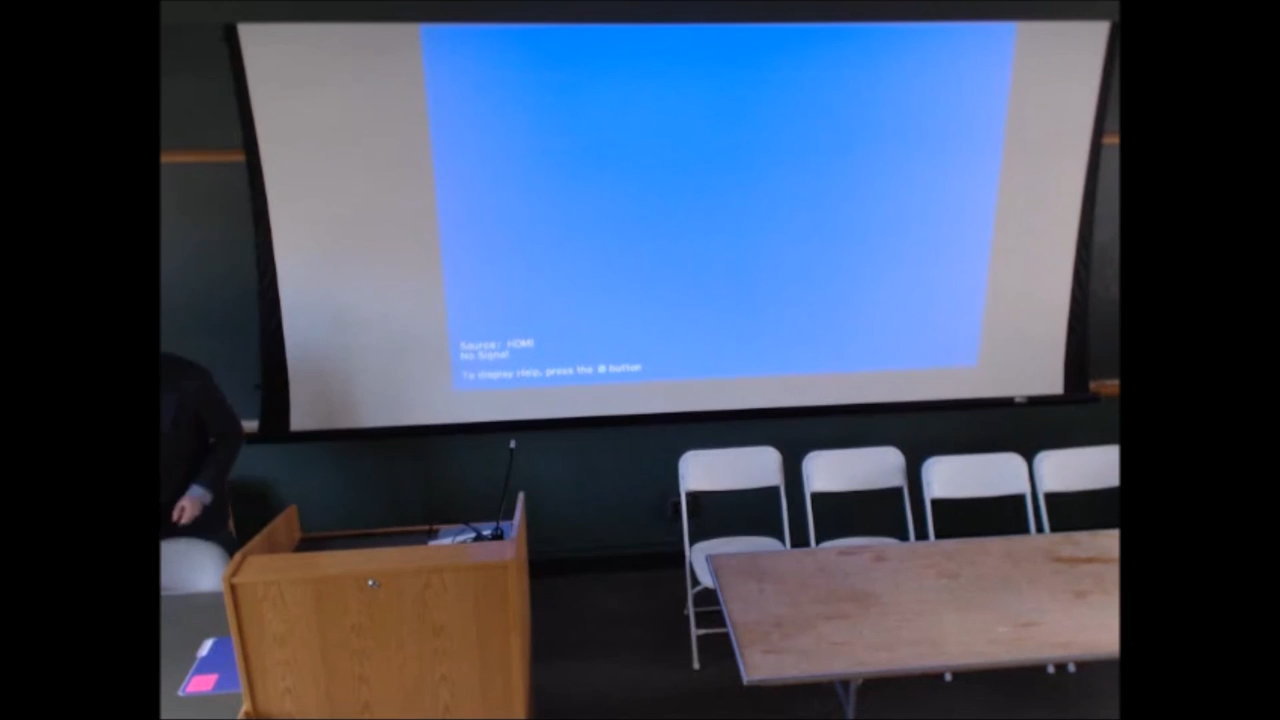 Source: HDMI
No Signal
To display Help, press the button